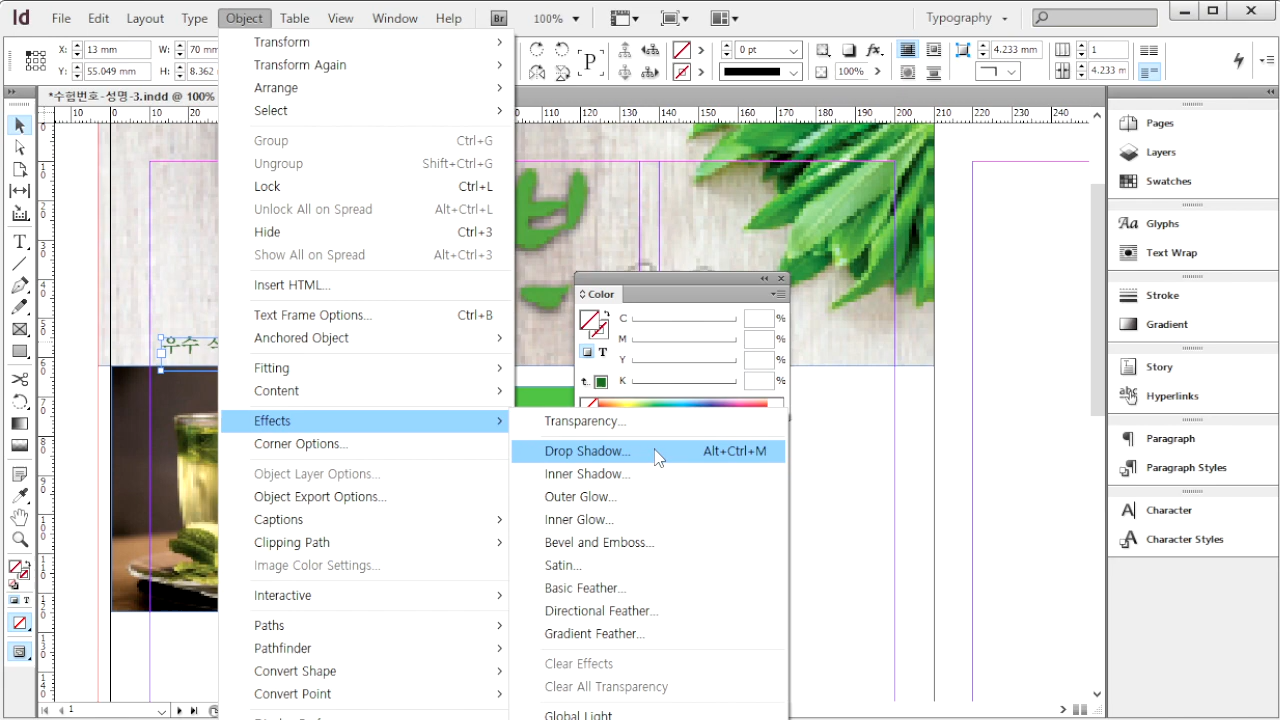 Id File Edit Layout Type Object Table View Window Help Br 100% Typography
X: 13 mm W: 70 mm 0 pt 4.233 mm 1
Y: 55.049 mm H: 8.362 P 100% fx 4.233 m
*수험번호-성명-3.indd @ 100%
10 0 10 20 110 120 130 140 150 160 170 180 190 200 210 220 230 240
Transform
Transform Again
Arrange
Select
Group Ctrl+G
Ungroup Shift+Ctrl+G
Lock Ctrl+L
Unlock All on Spread Alt+Ctrl+L
Hide Ctrl+3
Show All on Spread Alt+Ctrl+3
Insert HTML...
Text Frame Options... Ctrl+B
Anchored Object
Fitting
Content
Effects
Corner Options...
Object Layer Options...
Object Export Options...
Captions
Clipping Path
Image Color Settings...
Interactive
Paths
Pathfinder
Convert Shape
Convert Point
Transparency...
Drop Shadow... Alt+Ctrl+M
Inner Shadow...
Outer Glow...
Inner Glow...
Bevel and Emboss...
Satin...
Basic Feather...
Directional Feather...
Gradient Feather...
Clear Effects
Clear All Transparency
Global Light
우수
Color
C %
M %
T Y %
K %
Pages
Layers
Swatches
Glyphs
Text Wrap
Stroke
Gradient
Story
Hyperlinks
Paragraph
Paragraph Styles
Character
Character Styles
1